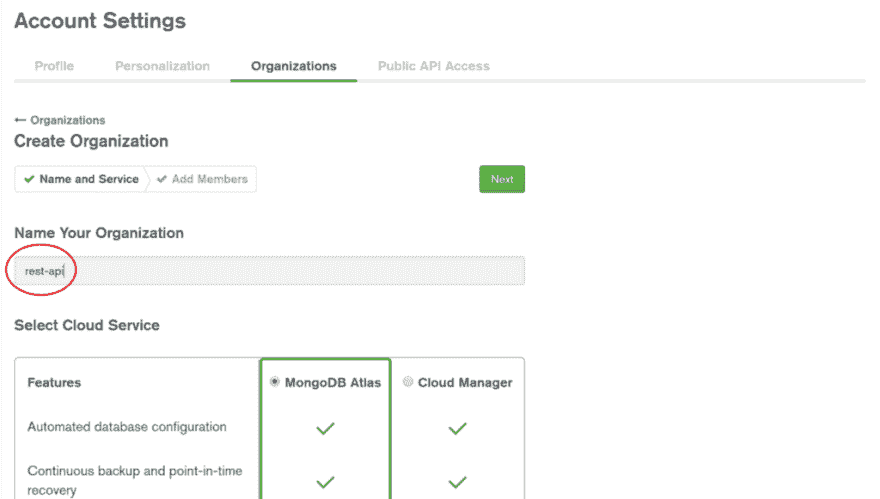 Account Settings
Profile Personalization Organizations Public API Access
← Organizations
Create Organization
✓ Name and Service ✓ Add Members Next
Name Your Organization
rest-api
Select Cloud Service
Features MongoDB Atlas Cloud Manager
Automated database configuration ✓ ✓
Continuous backup and point-in-time
recovery ✓ ✓